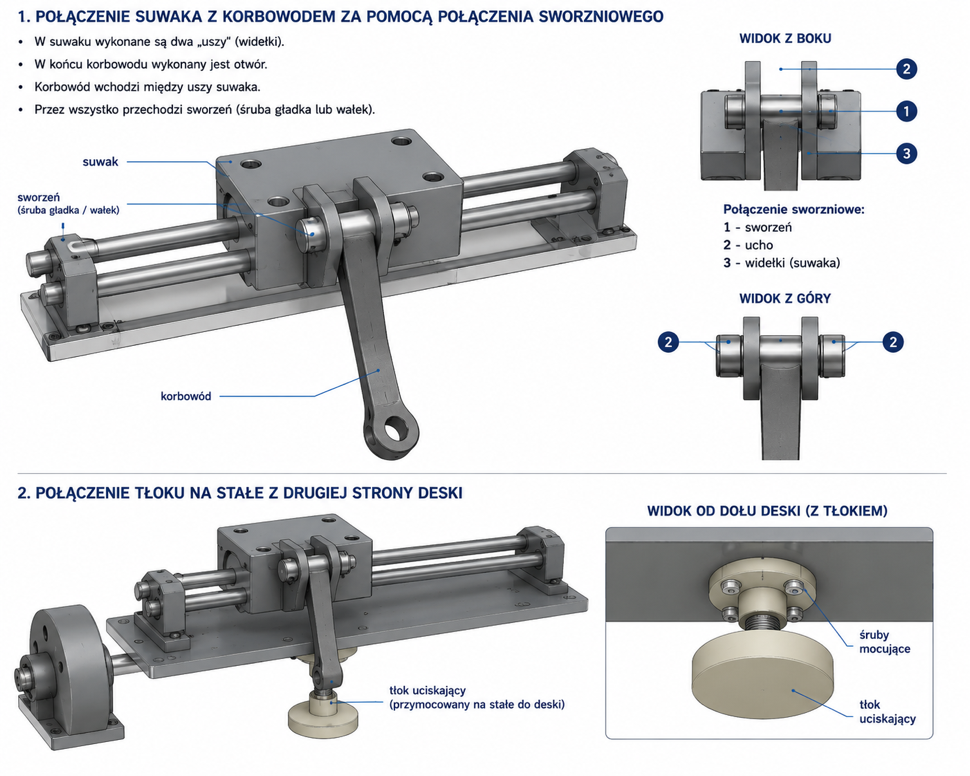 1. POŁĄCZENIE SUWAKA Z KORBOWODEM ZA POMOCĄ POŁĄCZENIA SWORZNIOWEGO
• W suwaku wykonane są dwa „uszy” (widełki).
• W końcu korbowodu wykonany jest otwór.
• Korbowód wchodzi między uszy suwaka.
• Przez wszystko przechodzi sworzeń (śruba gładka lub wałek).
suwak
sworzeń
(śruba gładka / wałek)
korbowód
WIDOK Z BOKU
2
1
3
Połączenie sworzniowe:
1 - sworzeń
2 - ucho
3 - widełki (suwaka)
WIDOK Z GÓRY
2
2
2. POŁĄCZENIE TŁOKU NA STAŁE Z DRUGIEJ STRONY DESKI
tłok uciskający
(przymocowany na stałe do deski)
WIDOK OD DOŁU DESKI (Z TŁOKIEM)
śruby
mocujące
tłok
uciskający